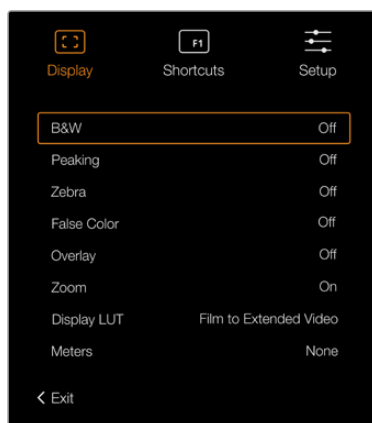 F1
Display Shortcuts Setup
B&W Off
Peaking Off
Zebra Off
False Color Off
Overlay Off
Zoom On
Display LUT Film to Extended Video
Meters None
Exit